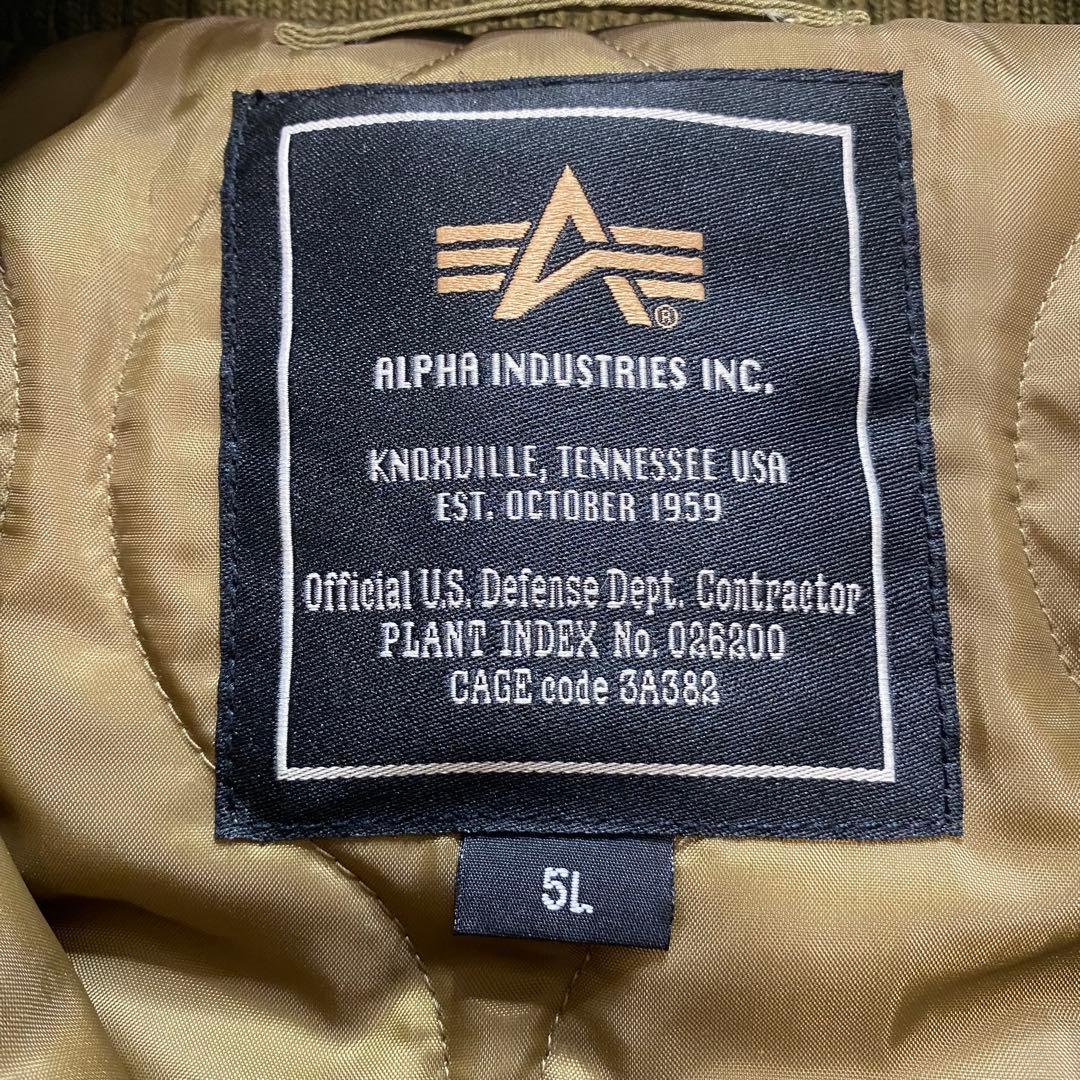 ®
ALPHA INDUSTRIES INC.
KNOXVILLE, TENNESSEE USA
EST. OCTOBER 1959
Official U.S. Defense Dept. Contractor
PLANT INDEX No. 026200
CAGE code 3A382
5L